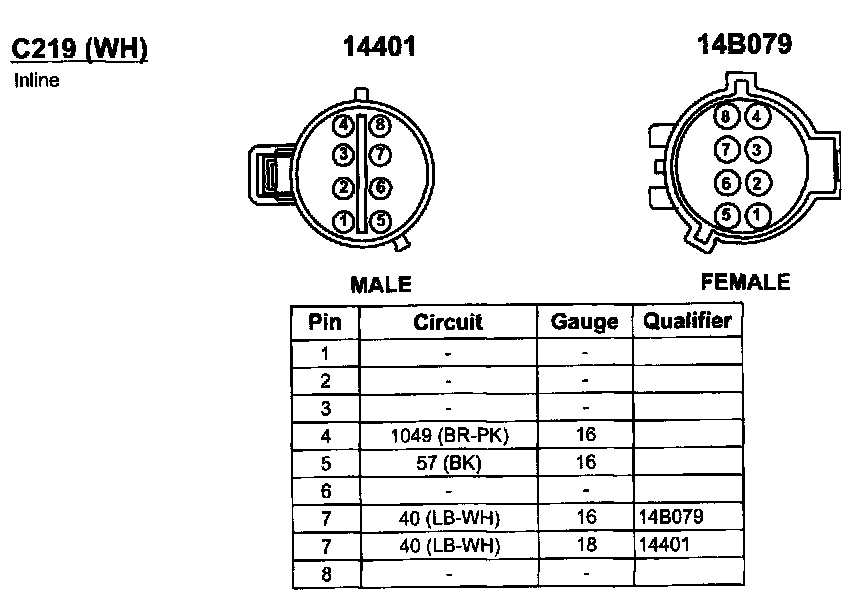 C219 (WH)
Inline
14401
14B079
4 8
3 7
2 6
1 5
8 4
7 3
6 2
5 1
MALE
FEMALE
Pin Circuit Gauge Qualifier
1 - -
2 - -
3 - -
4 1049 (BR-PK) 16
5 57 (BK) 16
6 - -
7 40 (LB-WH) 16 14B079
7 40 (LB-WH) 18 14401
8 - -